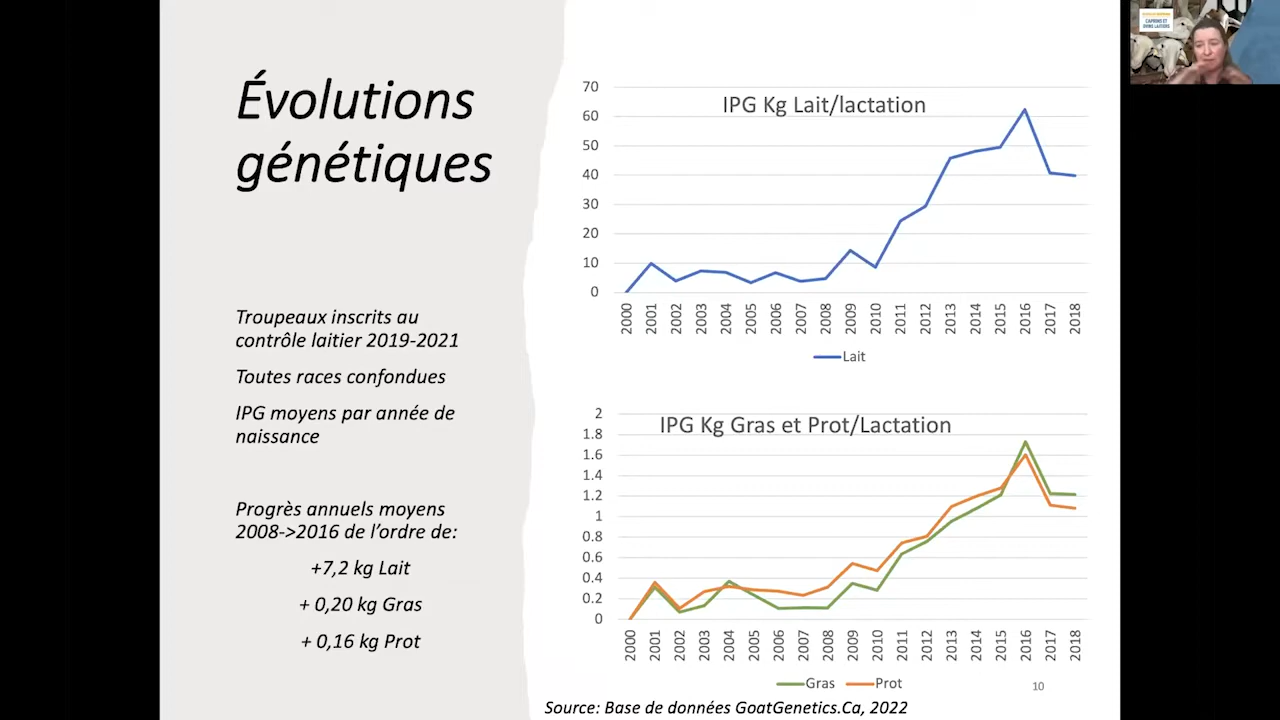 Évolutions
génétiques
Troupeaux inscrits au
contrôle laitier 2019-2021
Toutes races confondues
IPG moyens par année de
naissance
Progrès annuels moyens
2008->2016 de l’ordre de:
+7,2 kg Lait
+ 0,20 kg Gras
+ 0,16 kg Prot
IPG Kg Lait/lactation
70
60
50
40
30
20
10
0
2000 2001 2002 2003 2004 2005 2006 2007 2008 2009 2010 2011 2012 2013 2014 2015 2016 2017 2018
Lait
IPG Kg Gras et Prot/Lactation
2
1.8
1.6
1.4
1.2
1
0.8
0.6
0.4
0.2
0
2000 2001 2002 2003 2004 2005 2006 2007 2008 2009 2010 2011 2012 2013 2014 2015 2016 2017 2018
Gras Prot
10
Source: Base de données GoatGenetics.Ca, 2022
CAPRINS ET
OVINS LAITIERS